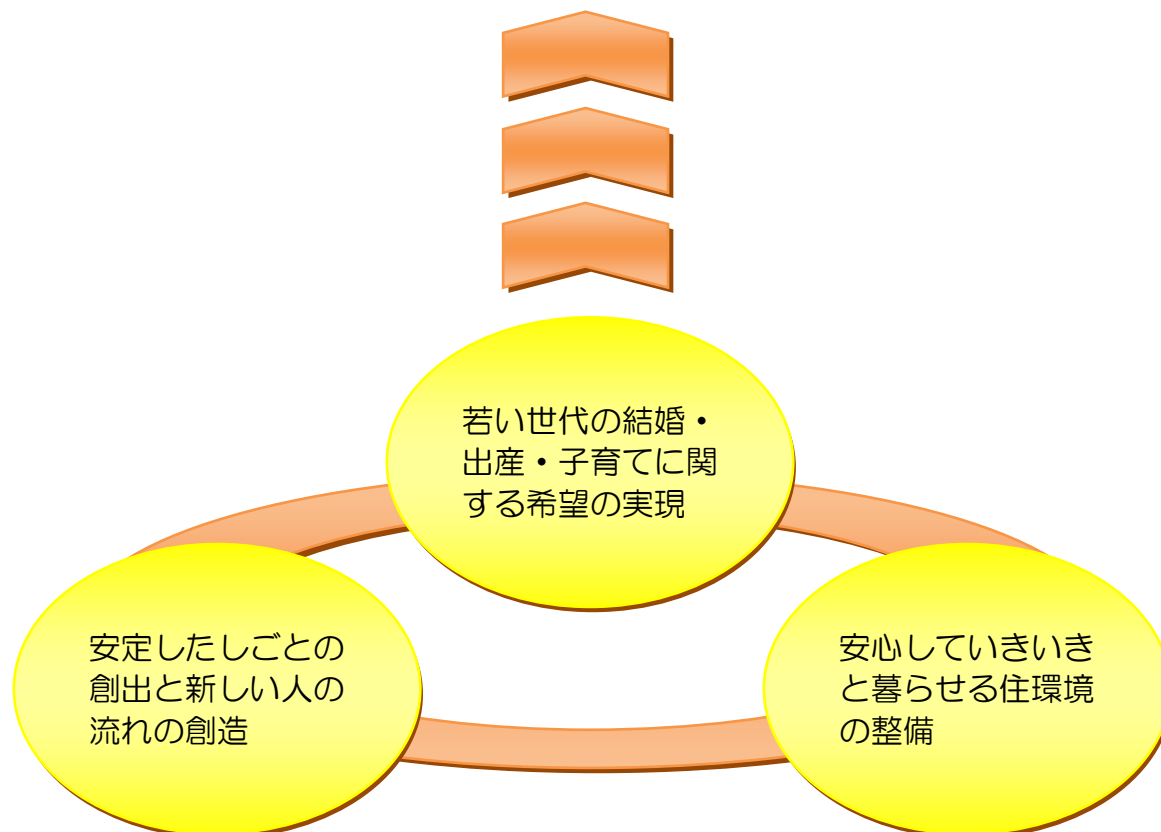 若い世代の結婚・
出産・子育てに関
する希望の実現
安定したしごとの
創出と新しい人の
流れの創造
安心していきいき
と暮らせる住環境
の整備